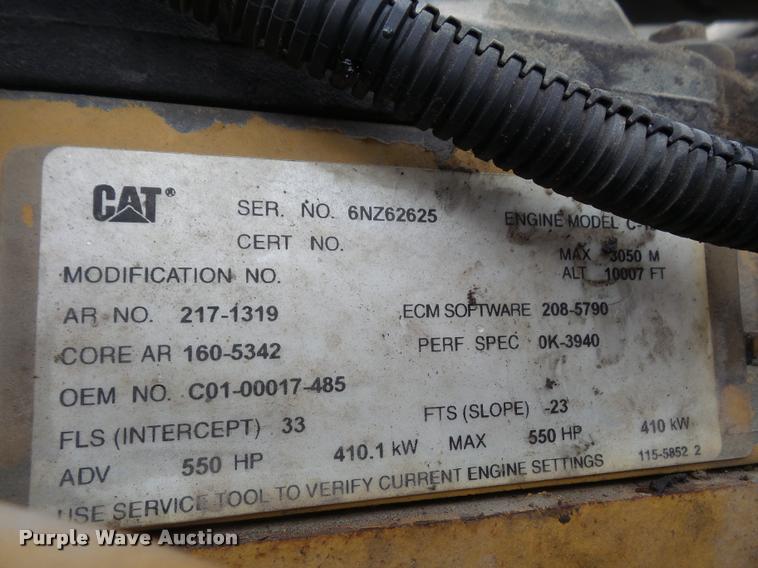 CAT®
SER. NO. 6NZ62625
ENGINE MODEL C-
CERT NO.
MAX 3050 M
MODIFICATION NO.
ALT 10007 FT
AR NO. 217-1319
ECM SOFTWARE 208-5790
CORE AR 160-5342
PERF. SPEC 0K-3940
OEM NO. C01-00017-485
FLS (INTERCEPT) 33
FTS (SLOPE) -23
ADV 550 HP 410.1 kW MAX 550 HP 410 kW
USE SERVICE TOOL TO VERIFY CURRENT ENGINE SETTINGS
115-5852 2
Purple Wave Auction